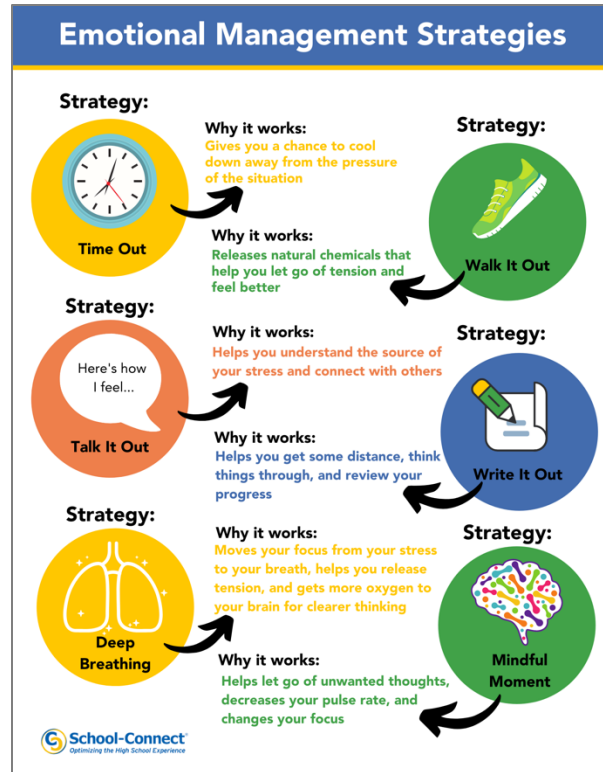 Emotional Management Strategies
Strategy:
Time Out
Why it works:
Gives you a chance to cool
down away from the pressure
of the situation
Strategy:
Walk It Out
Why it works:
Releases natural chemicals that
help you let go of tension and
feel better
Strategy:
Here's how
I feel...
Talk It Out
Why it works:
Helps you understand the source of
your stress and connect with others
Strategy:
Write It Out
Why it works:
Helps you get some distance, think
things through, and review your
progress
Strategy:
Deep
Breathing
Why it works:
Moves your focus from your stress
to your breath, helps you release
tension, and gets more oxygen to
your brain for clearer thinking
Strategy:
Mindful
Moment
Why it works:
Helps let go of unwanted thoughts,
decreases your pulse rate, and
changes your focus
School-Connect®
Optimizing the High School Experience